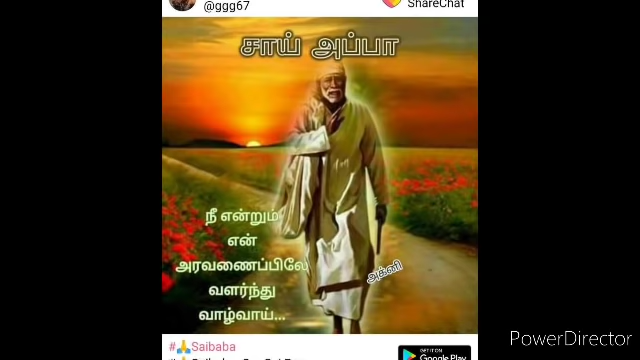 @ggg67
ShareChat
சாய் அப்பா
நீ என்றும்
என்
அரவணைப்பிலே
வளர்ந்து
வாழ்வாய்...
அக்னி
#🙏Saibaba
GET IT ON
Google Play
PowerDirector